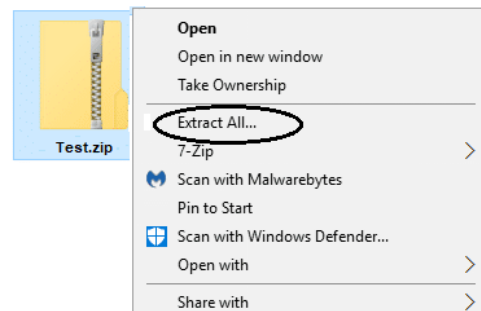 Open
Open in new window
Take Ownership
Extract All...
7-Zip
Test.zip
Scan with Malwarebytes
Pin to Start
Scan with Windows Defender...
Open with
Share with